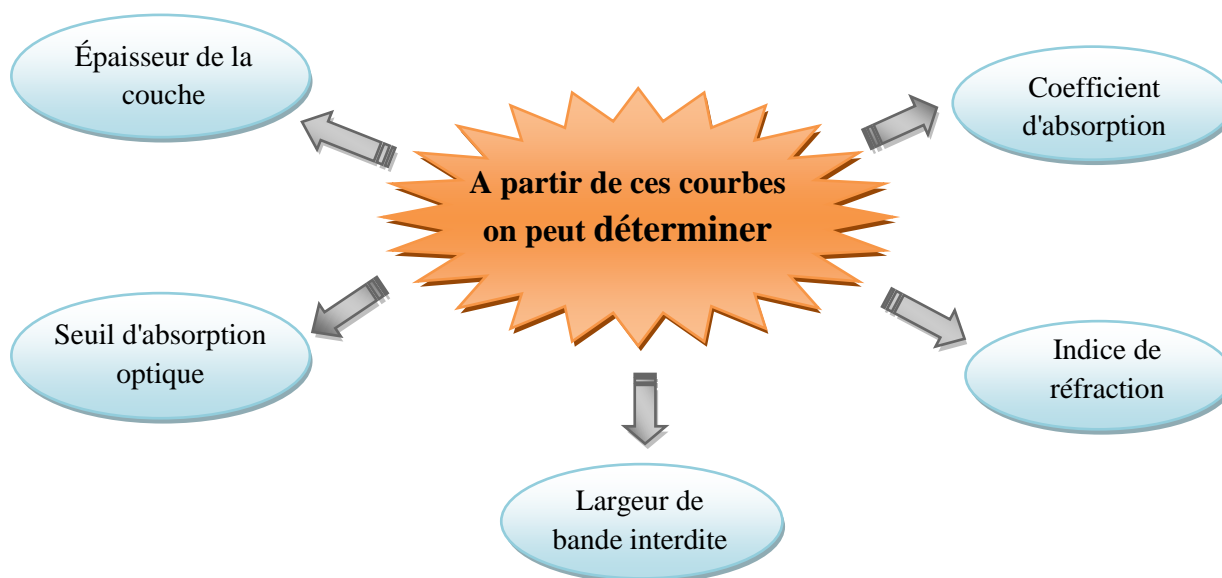 Épaisseur de la
couche
Coefficient
d'absorption
A partir de ces courbes
on peut déterminer
Seuil d'absorption
optique
Indice de
réfraction
Largeur de
bande interdite